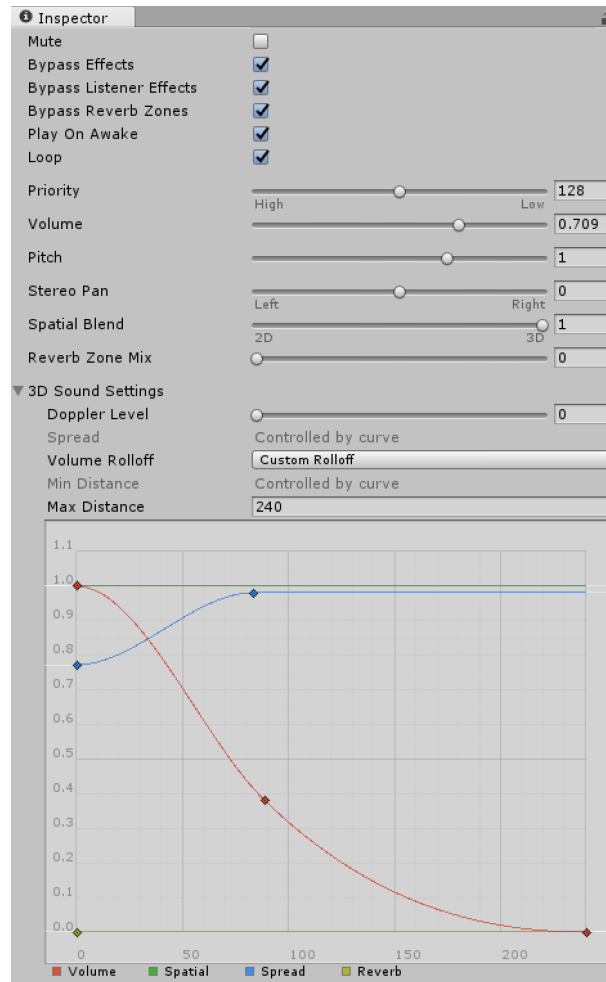 Inspector
Mute
Bypass Effects
Bypass Listener Effects
Bypass Reverb Zones
Play On Awake
Loop
Priority 128
High Low
Volume 0.709
Pitch 1
Stereo Pan 0
Left Right
Spatial Blend 1
2D 3D
Reverb Zone Mix 0
3D Sound Settings
Doppler Level 0
Spread Controlled by curve
Volume Rolloff Custom Rolloff
Min Distance Controlled by curve
Max Distance 240
1.1
1.0
0.9
0.8
0.7
0.6
0.5
0.4
0.3
0.2
0.1
0.0
0 50 100 150 200
Volume Spatial Spread Reverb